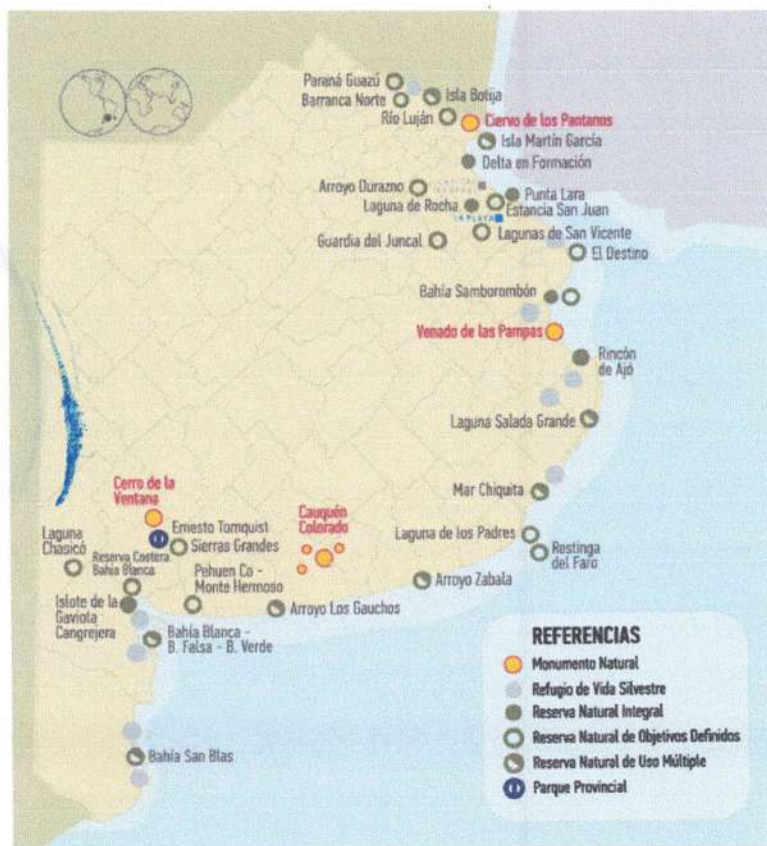 Paraná Guazú
Isla Botija
Barranca Norte
Río Luján
Ciervo de los Pantanos
Isla Martín García
Delta en Formación
Arroyo Durazno
Punta Lara
Laguna de Rocha
Estancia San Juan
LA PLATA
Guardia del Juncal
Lagunas de San Vicente
El Destino
Bahía Samborombón
Venado de las Pampas
Rincón
de Ajó
Laguna Salada Grande
Mar Chiquita
Cerro de la
Ventana
Cauquén
Colorado
Ernesto Tornquist
Sierras Grandes
Laguna
Chasicó
Laguna de los Padres
Restinga
del Faro
Reserva Costera
Bahía Blanca
Pehuen Có -
Monte Hermoso
Arroyo Zabala
Islote de la
Gaviota
Cangrejera
Arroyo Los Gauchos
Bahía Blanca -
B. Falsa - B. Verde
Bahía San Blas
REFERENCIAS
Monumento Natural
Refugio de Vida Silvestre
Reserva Natural Integral
Reserva Natural de Objetivos Definidos
Reserva Natural de Uso Múltiple
Parque Provincial